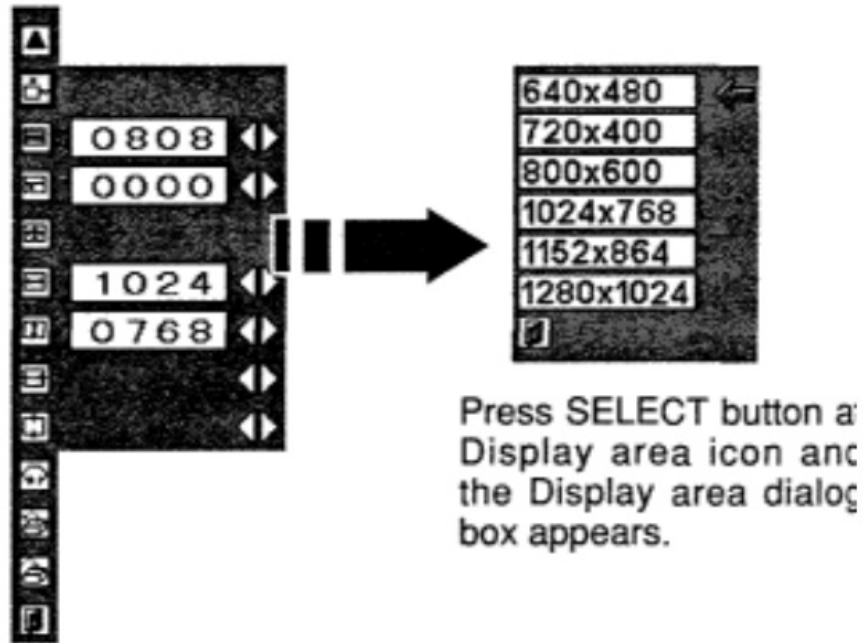 0808
0000
1024
0768
640x480
720x400
800x600
1024x768
1152x864
1280x1024
Press SELECT button a
Display area icon and
the Display area dialog
box appears.